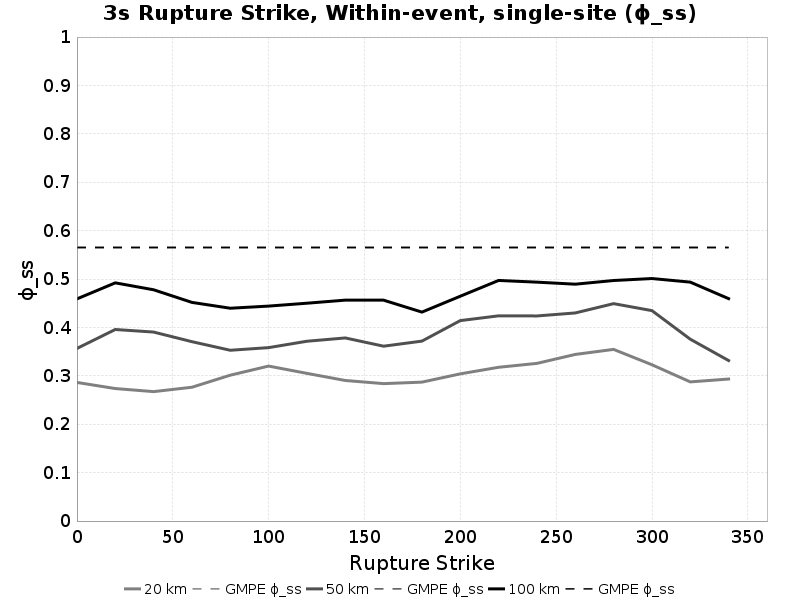 3s Rupture Strike, Within-event, single-site (ϕ_ss)
1
0.9
0.8
0.7
0.6
0.5
0.4
0.3
0.2
0.1
0
ϕ_ss
0 50 100 150 200 250 300 350
Rupture Strike
20 km GMPE ϕ_ss 50 km GMPE ϕ_ss 100 km GMPE ϕ_ss